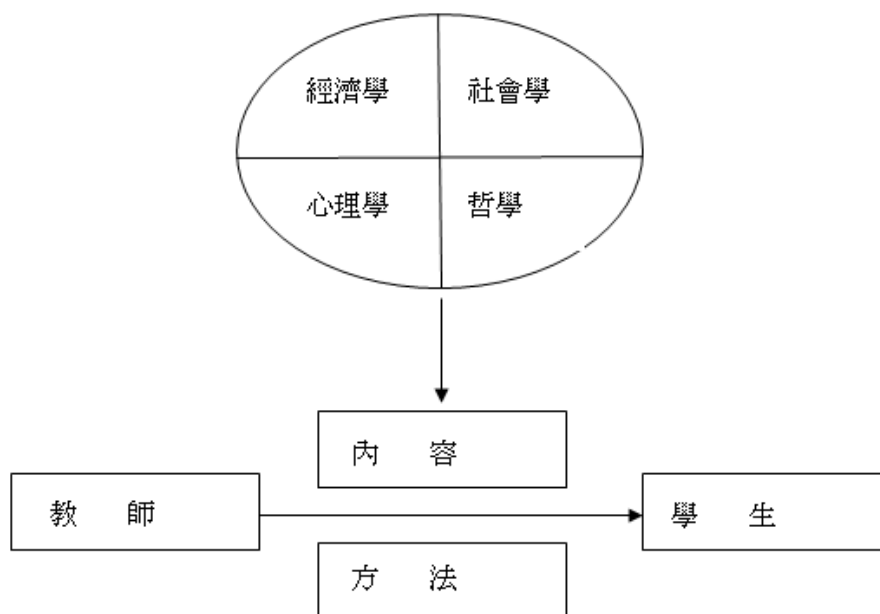 經濟學 社會學
心理學 哲學
內 容
教 師
學 生
方 法